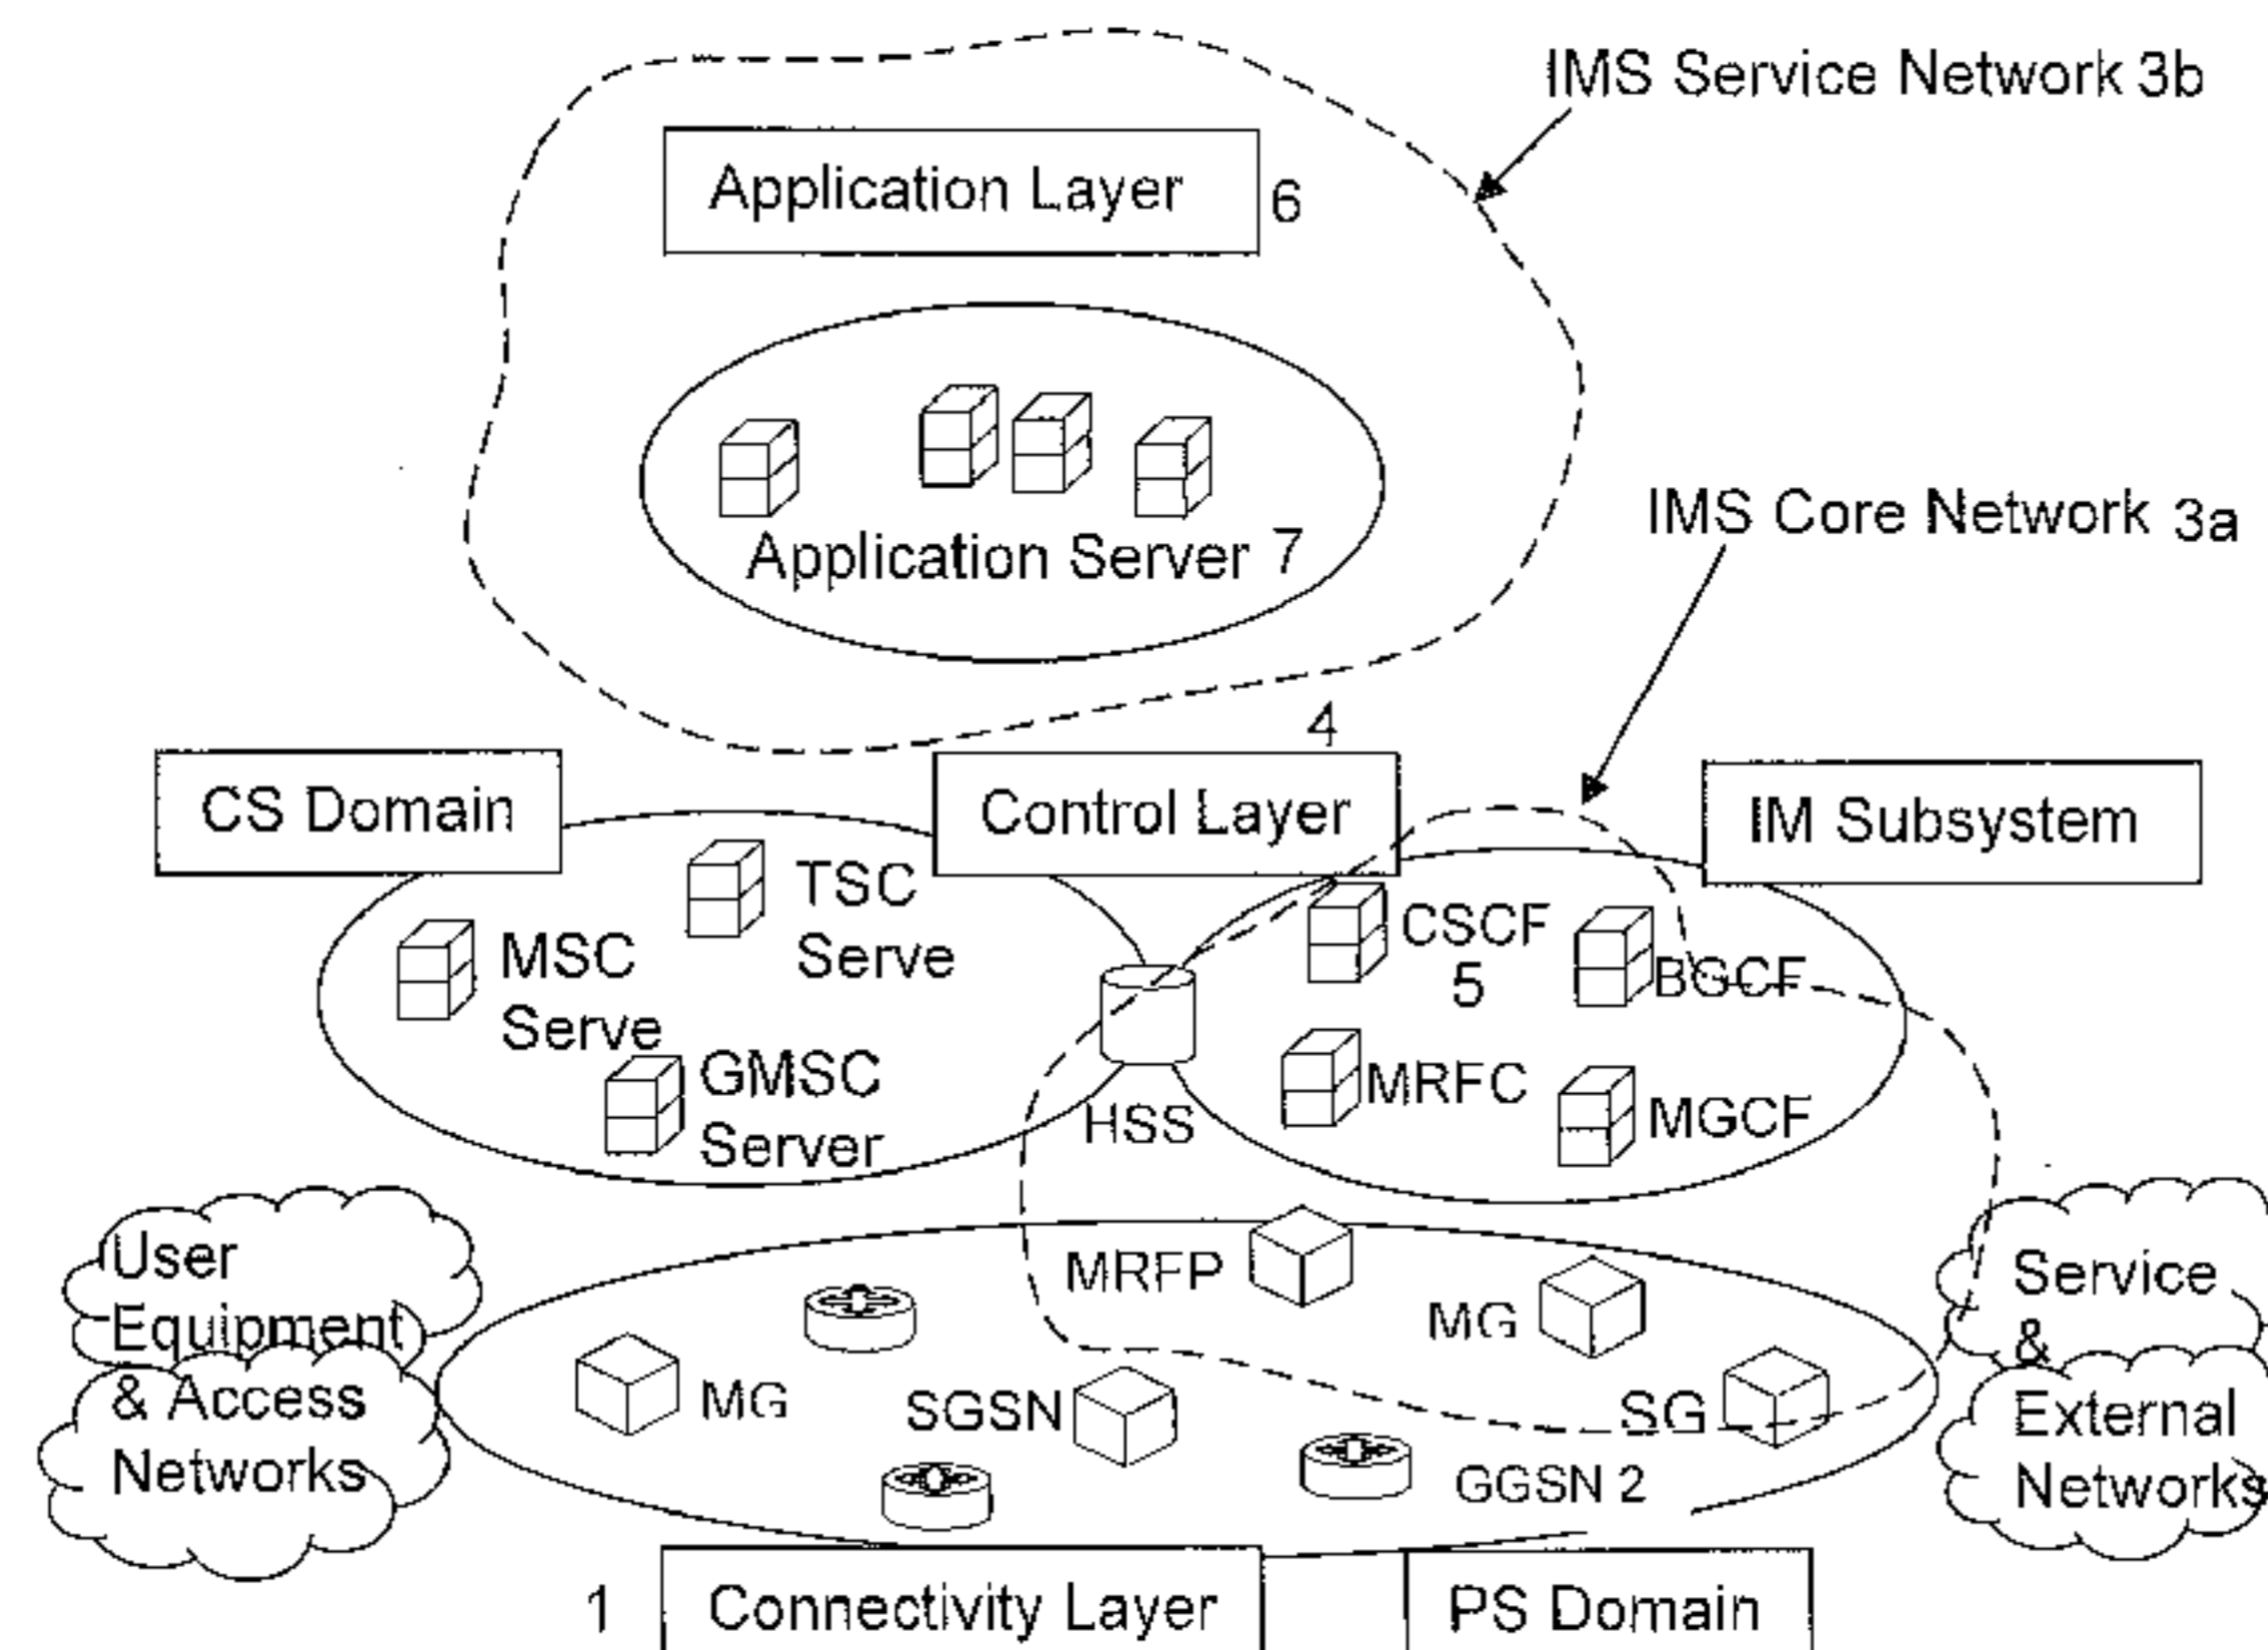 IMS Service Network 3b
Application Layer 6
Application Server 7
IMS Core Network 3a
4
CS Domain
Control Layer
IM Subsystem
TSC
Serve
MSC
Serve
GMSC
Server
HSS
CSCF
5
BGCF
MRFC
MGCF
User
Equipment
& Access
Networks
MRFP
MG
MG
SGSN
SG
GGSN 2
Service
&
External
Networks
1 Connectivity Layer
PS Domain